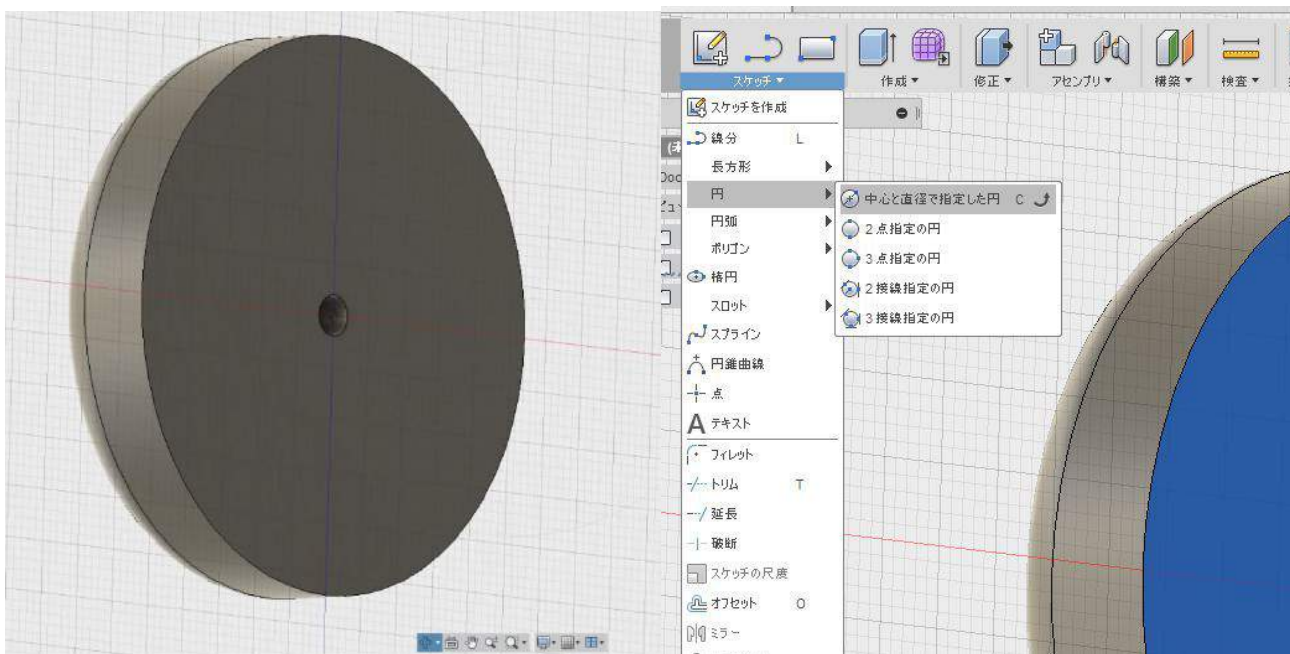 スケッチ▼
作成▼
修正▼
アセンブリ▼
構築▼
検査▼
スケッチを作成
線分 L
長方形
円
中心と直径で指定した円 C
円弧
2点指定の円
ポリゴン
3点指定の円
楕円
2接線指定の円
スロット
3接線指定の円
スプライン
円錐曲線
点
A テキスト
フィレット
トリム T
延長
破断
スケッチの尺度
オフセット O
ミラー